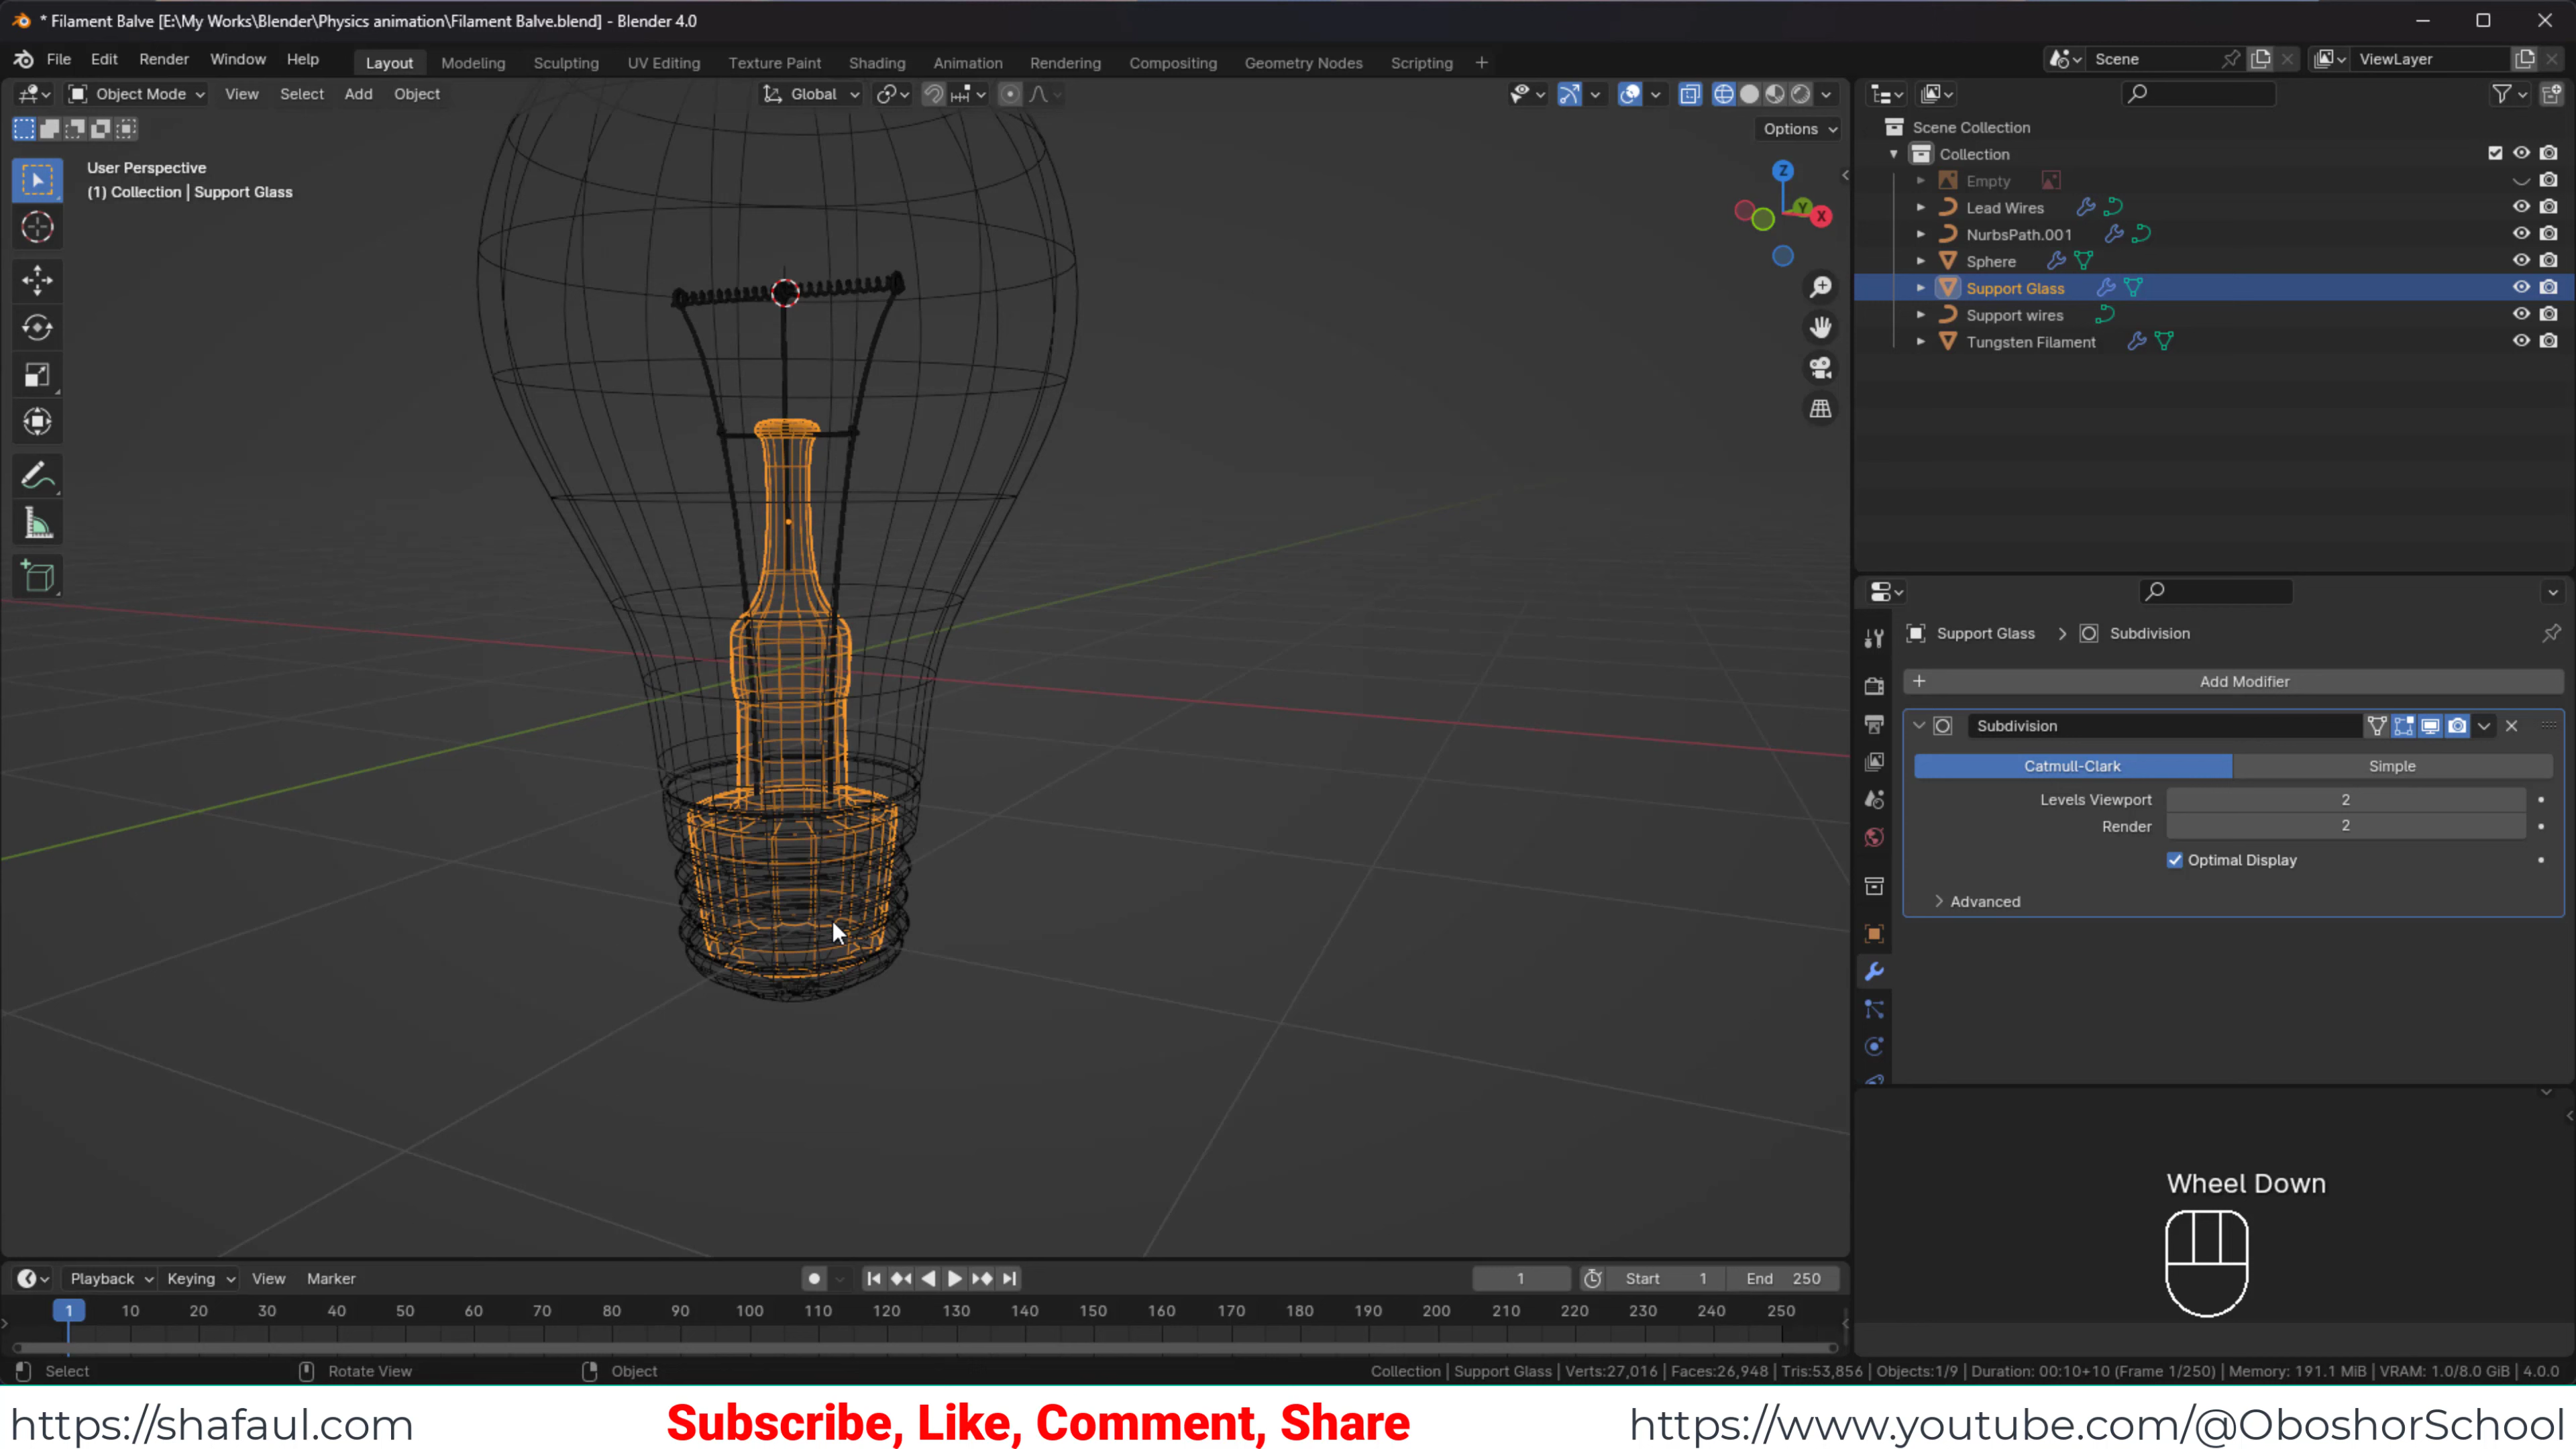 * Filament Balve [E:\My Works\Blender\Physics animation\Filament Balve.blend] - Blender 4.0
File Edit Render Window Help Layout Modeling Sculpting UV Editing Texture Paint Shading Animation Rendering Compositing Geometry Nodes Scripting + Scene ViewLayer
Object Mode View Select Add Object Global
Options
User Perspective
(1) Collection | Support Glass
Z
Y
X
Scene Collection
Collection
Empty
Lead Wires
NurbsPath.001
Sphere
Support Glass
Support wires
Tungsten Filament
Support Glass > Subdivision
+ Add Modifier
Subdivision
Catmull-Clark Simple
Levels Viewport 2
Render 2
Optimal Display
> Advanced
Wheel Down
Playback Keying View Marker 1 Start 1 End 250
1 10 20 30 40 50 60 70 80 90 100 110 120 130 140 150 160 170 180 190 200 210 220 230 240 250
Select Rotate View Object Collection | Support Glass | Verts:27,016 | Faces:26,948 | Tris:53,856 | Objects:1/9 | Duration: 00:10+10 (Frame 1/250) | Memory: 191.1 MiB | VRAM: 1.0/8.0 GiB | 4.0.0
https://shafaul.com Subscribe, Like, Comment, Share https://www.youtube.com/@OboshorSchool